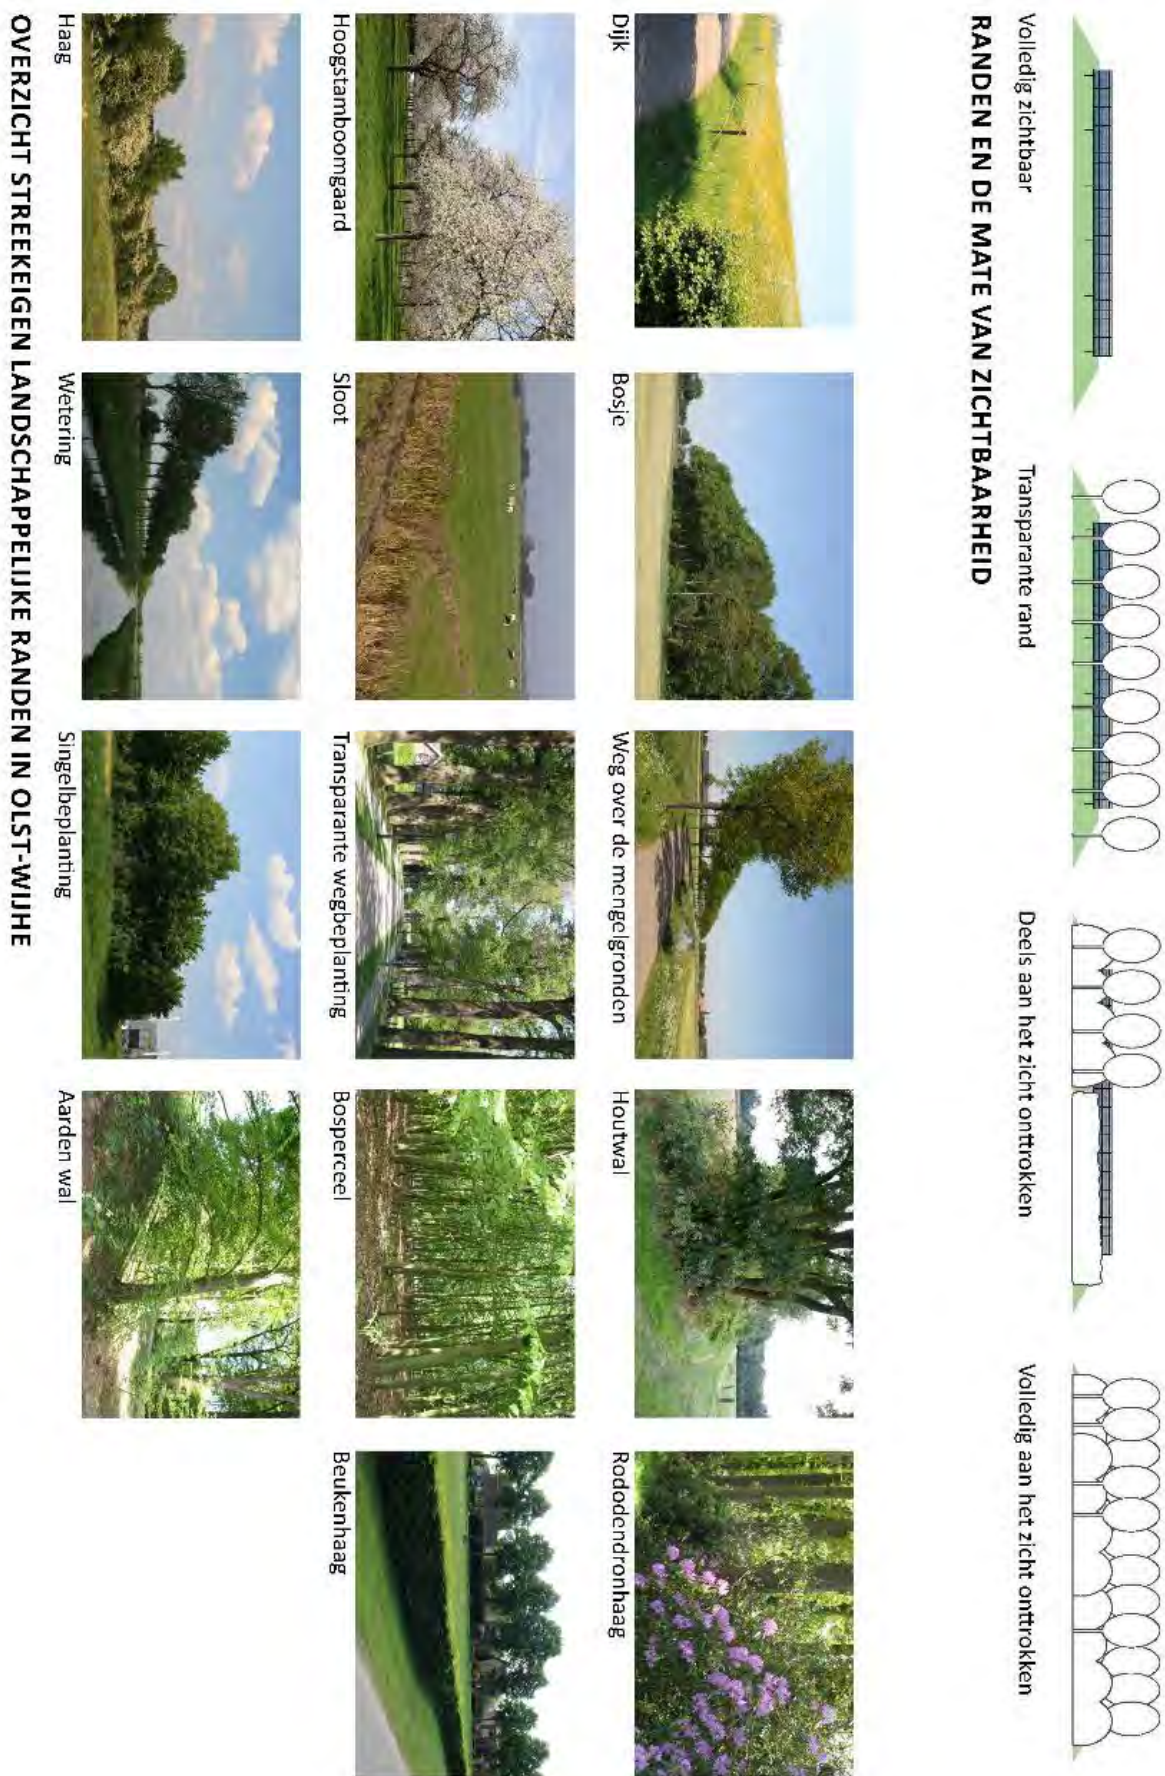 Volledig zichtbaar
Transparante rand
Deels aan het zicht onttrokken
Volledig aan het zicht onttrokken
RANDEN EN DE MATE VAN ZICHTBAARHEID
Dijk
Bosje
Weg over de mengelgronden
Houtwal
Rododendronhaag
Hoogstamboomgaard
Sloot
Transparante wegbeplanting
Bosperceel
Beukenhaag
Haag
Wetering
Singelbeplanting
Aarden wal
OVERZICHT STREEKEIGEN LANDSCHAPPELIJKE RANDEN IN OLST-WIJHE